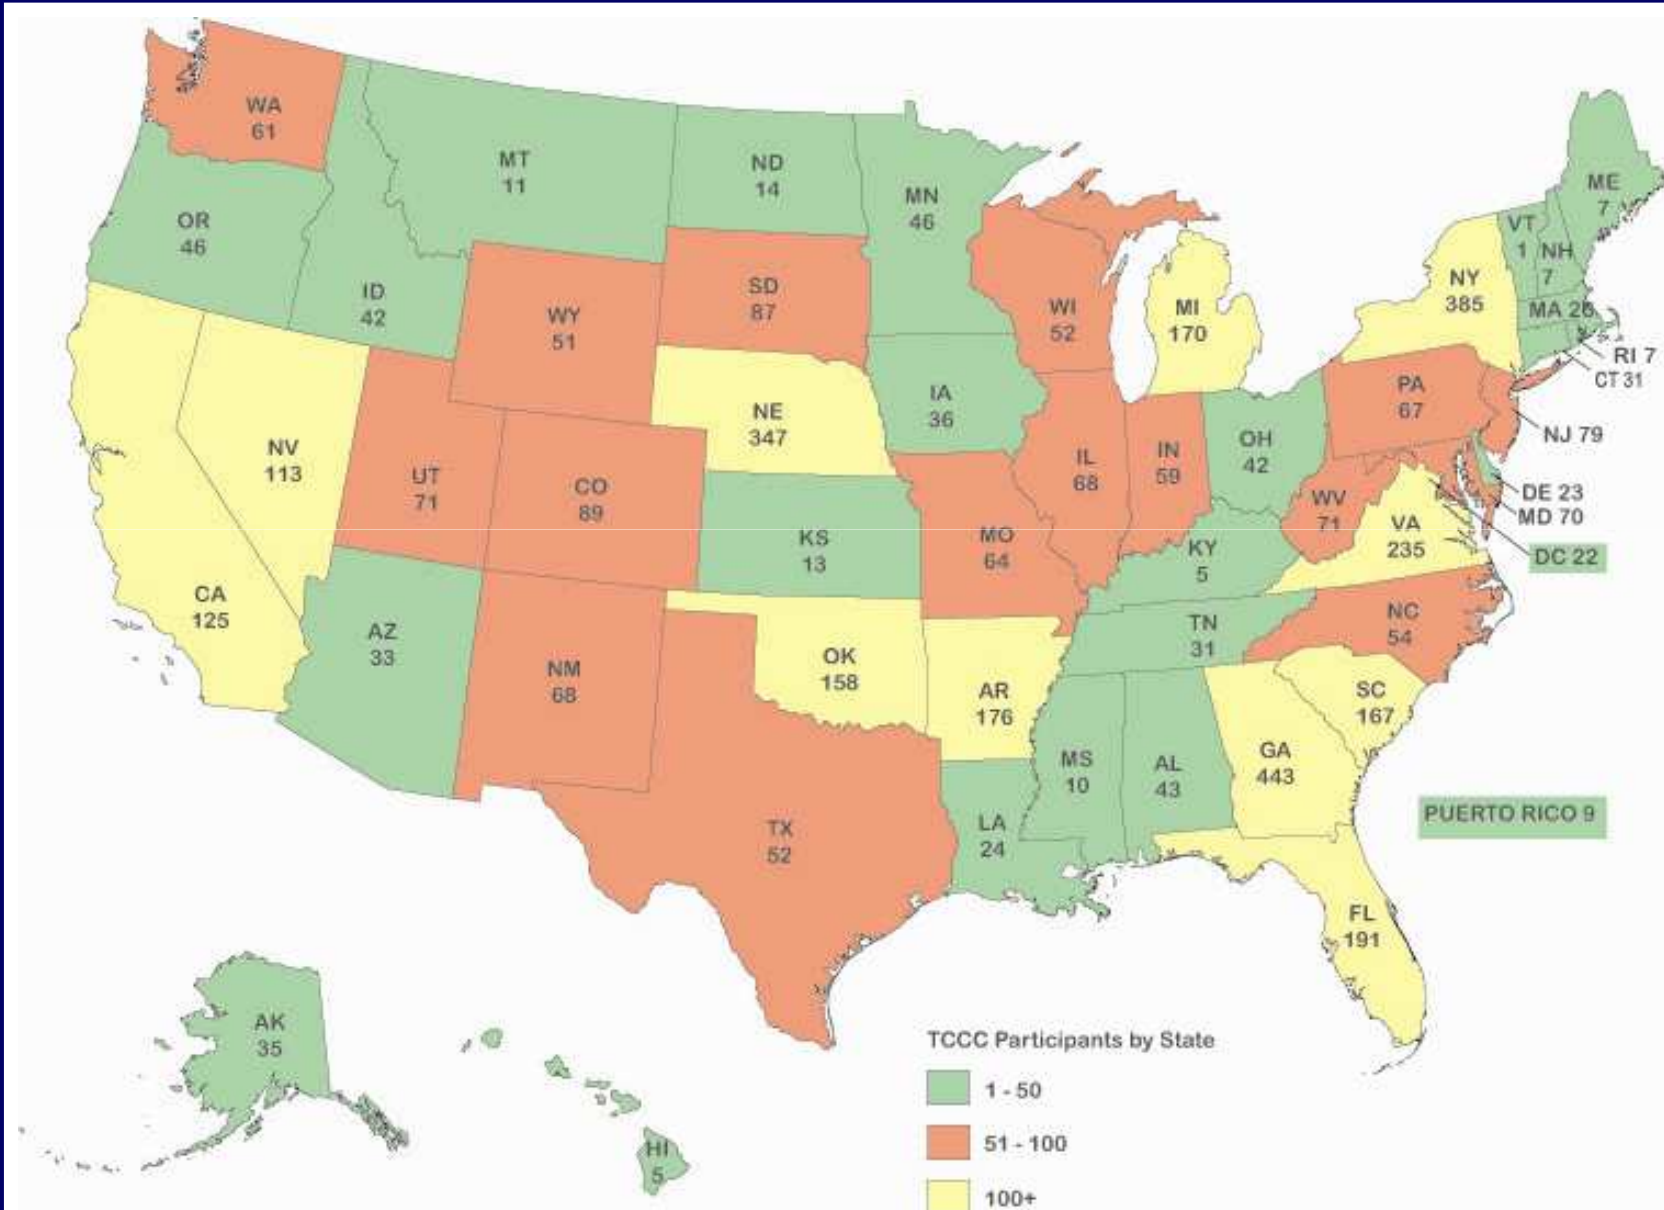 WA
61
MT
11
ND
14
MN
46
OR
46
ID
42
WY
51
SD
87
WI
52
MI
170
NY
385
VT
1
NH
7
ME
7
MA 26
RI 7
CT 31
NV
113
UT
71
CO
89
NE
347
IA
36
IL
68
IN
59
OH
42
PA
67
NJ 79
DE 23
MD 70
DC 22
WV
71
VA
235
KS
13
MO
64
KY
5
CA
125
AZ
33
NM
68
OK
158
AR
176
TN
31
NC
54
SC
167
TX
52
LA
24
MS
10
AL
43
GA
443
PUERTO RICO 9
FL
191
AK
35
HI
5
TCCC Participants by State
1 - 50
51 - 100
100+